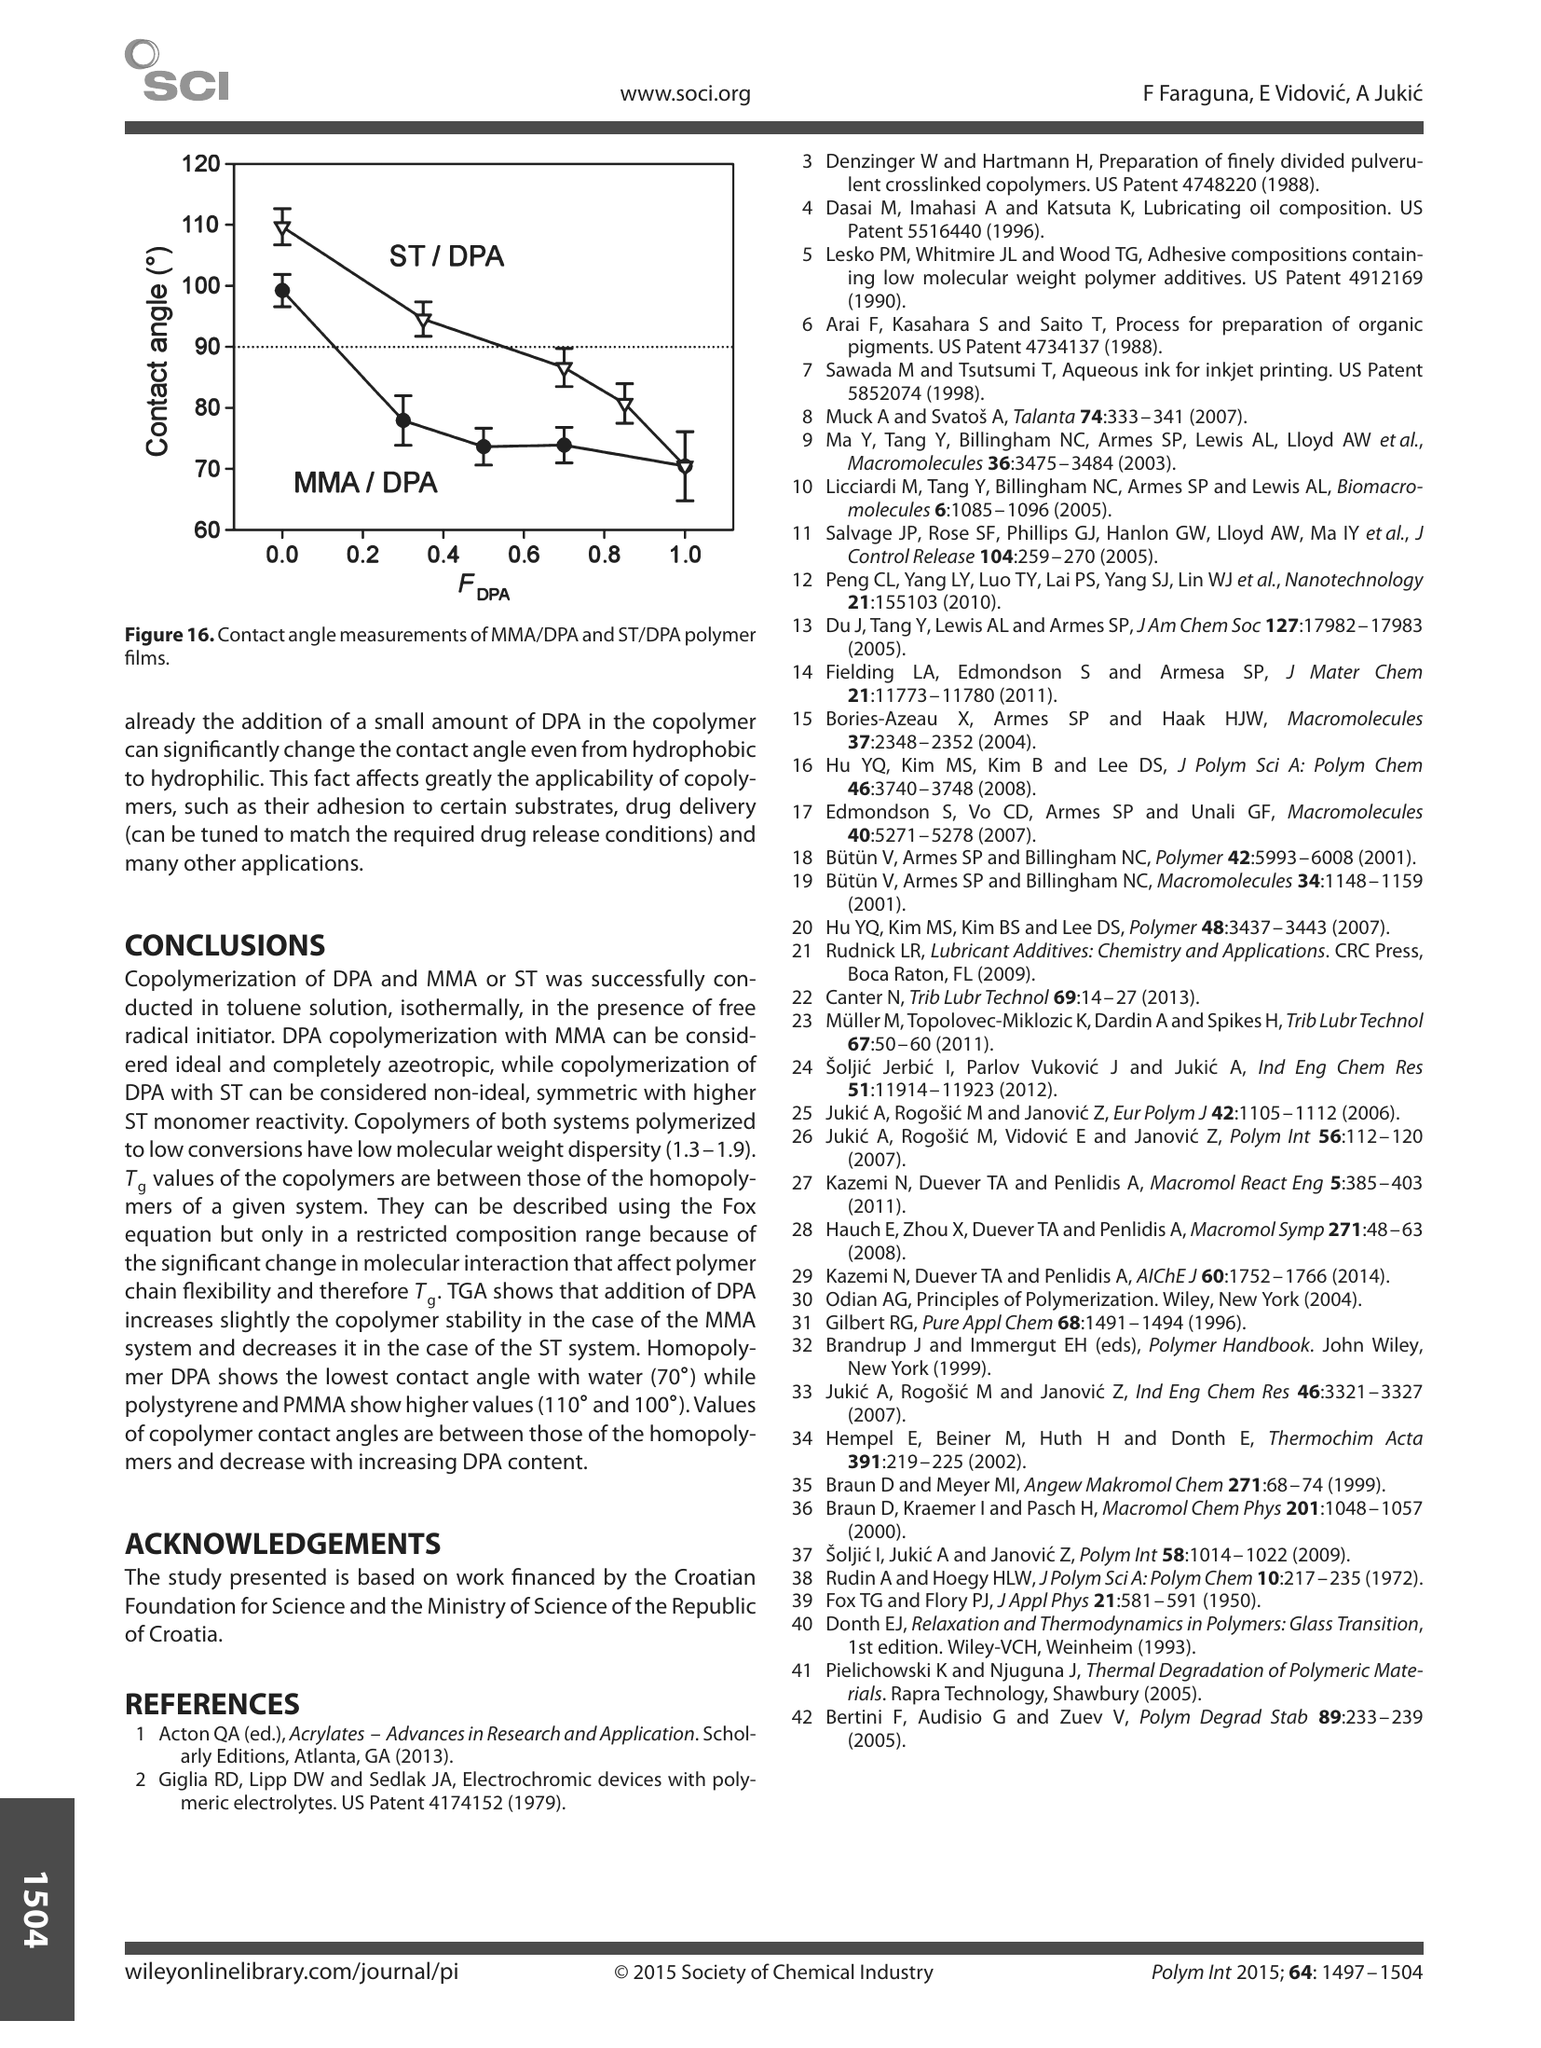 SCI
www.soci.org
F Faraguna, E Vidović, A Jukić
120
110
100
90
80
70
60
Contact angle (°)
ST / DPA
MMA / DPA
0.0 0.2 0.4 0.6 0.8 1.0
F DPA
Figure 16. Contact angle measurements of MMA/DPA and ST/DPA polymer
films.
already the addition of a small amount of DPA in the copolymer
can significantly change the contact angle even from hydrophobic
to hydrophilic. This fact affects greatly the applicability of copoly-
mers, such as their adhesion to certain substrates, drug delivery
(can be tuned to match the required drug release conditions) and
many other applications.
CONCLUSIONS
Copolymerization of DPA and MMA or ST was successfully con-
ducted in toluene solution, isothermally, in the presence of free
radical initiator. DPA copolymerization with MMA can be consid-
ered ideal and completely azeotropic, while copolymerization of
DPA with ST can be considered non-ideal, symmetric with higher
ST monomer reactivity. Copolymers of both systems polymerized
to low conversions have low molecular weight dispersity (1.3–1.9).
Tg values of the copolymers are between those of the homopoly-
mers of a given system. They can be described using the Fox
equation but only in a restricted composition range because of
the significant change in molecular interaction that affect polymer
chain flexibility and therefore Tg. TGA shows that addition of DPA
increases slightly the copolymer stability in the case of the MMA
system and decreases it in the case of the ST system. Homopoly-
mer DPA shows the lowest contact angle with water (70°) while
polystyrene and PMMA show higher values (110° and 100°). Values
of copolymer contact angles are between those of the homopoly-
mers and decrease with increasing DPA content.
ACKNOWLEDGEMENTS
The study presented is based on work financed by the Croatian
Foundation for Science and the Ministry of Science of the Republic
of Croatia.
REFERENCES
1 Acton QA (ed.), Acrylates – Advances in Research and Application. Schol-
arly Editions, Atlanta, GA (2013).
2 Giglia RD, Lipp DW and Sedlak JA, Electrochromic devices with poly-
meric electrolytes. US Patent 4174152 (1979).
3 Denzinger W and Hartmann H, Preparation of finely divided pulveru-
lent crosslinked copolymers. US Patent 4748220 (1988).
4 Dasai M, Imahasi A and Katsuta K, Lubricating oil composition. US
Patent 5516440 (1996).
5 Lesko PM, Whitmire JL and Wood TG, Adhesive compositions contain-
ing low molecular weight polymer additives. US Patent 4912169
(1990).
6 Arai F, Kasahara S and Saito T, Process for preparation of organic
pigments. US Patent 4734137 (1988).
7 Sawada M and Tsutsumi T, Aqueous ink for inkjet printing. US Patent
5852074 (1998).
8 Muck A and Svatoš A, Talanta 74:333–341 (2007).
9 Ma Y, Tang Y, Billingham NC, Armes SP, Lewis AL, Lloyd AW et al.,
Macromolecules 36:3475–3484 (2003).
10 Licciardi M, Tang Y, Billingham NC, Armes SP and Lewis AL, Biomacro-
molecules 6:1085–1096 (2005).
11 Salvage JP, Rose SF, Phillips GJ, Hanlon GW, Lloyd AW, Ma IY et al., J
Control Release 104:259–270 (2005).
12 Peng CL, Yang LY, Luo TY, Lai PS, Yang SJ, Lin WJ et al., Nanotechnology
21:155103 (2010).
13 Du J, Tang Y, Lewis AL and Armes SP, J Am Chem Soc 127:17982–17983
(2005).
14 Fielding LA, Edmondson S and Armesa SP, J Mater Chem
21:11773–11780 (2011).
15 Bories-Azeau X, Armes SP and Haak HJW, Macromolecules
37:2348–2352 (2004).
16 Hu YQ, Kim MS, Kim B and Lee DS, J Polym Sci A: Polym Chem
46:3740–3748 (2008).
17 Edmondson S, Vo CD, Armes SP and Unali GF, Macromolecules
40:5271–5278 (2007).
18 Bütün V, Armes SP and Billingham NC, Polymer 42:5993–6008 (2001).
19 Bütün V, Armes SP and Billingham NC, Macromolecules 34:1148–1159
(2001).
20 Hu YQ, Kim MS, Kim BS and Lee DS, Polymer 48:3437–3443 (2007).
21 Rudnick LR, Lubricant Additives: Chemistry and Applications. CRC Press,
Boca Raton, FL (2009).
22 Canter N, Trib Lubr Technol 69:14–27 (2013).
23 Müller M, Topolovec-Miklozic K, Dardin A and Spikes H, Trib Lubr Technol
67:50–60 (2011).
24 Šoljić Jerbić I, Parlov Vuković J and Jukić A, Ind Eng Chem Res
51:11914–11923 (2012).
25 Jukić A, Rogošić M and Janović Z, Eur Polym J 42:1105–1112 (2006).
26 Jukić A, Rogošić M, Vidović E and Janović Z, Polym Int 56:112–120
(2007).
27 Kazemi N, Duever TA and Penlidis A, Macromol React Eng 5:385–403
(2011).
28 Hauch E, Zhou X, Duever TA and Penlidis A, Macromol Symp 271:48–63
(2008).
29 Kazemi N, Duever TA and Penlidis A, AIChE J 60:1752–1766 (2014).
30 Odian AG, Principles of Polymerization. Wiley, New York (2004).
31 Gilbert RG, Pure Appl Chem 68:1491–1494 (1996).
32 Brandrup J and Immergut EH (eds), Polymer Handbook. John Wiley,
New York (1999).
33 Jukić A, Rogošić M and Janović Z, Ind Eng Chem Res 46:3321–3327
(2007).
34 Hempel E, Beiner M, Huth H and Donth E, Thermochim Acta
391:219–225 (2002).
35 Braun D and Meyer MI, Angew Makromol Chem 271:68–74 (1999).
36 Braun D, Kraemer I and Pasch H, Macromol Chem Phys 201:1048–1057
(2000).
37 Šoljić I, Jukić A and Janović Z, Polym Int 58:1014–1022 (2009).
38 Rudin A and Hoegy HLW, J Polym Sci A: Polym Chem 10:217–235 (1972).
39 Fox TG and Flory PJ, J Appl Phys 21:581–591 (1950).
40 Donth EJ, Relaxation and Thermodynamics in Polymers: Glass Transition,
1st edition. Wiley-VCH, Weinheim (1993).
41 Pielichowski K and Njuguna J, Thermal Degradation of Polymeric Mate-
rials. Rapra Technology, Shawbury (2005).
42 Bertini F, Audisio G and Zuev V, Polym Degrad Stab 89:233–239
(2005).
1504
wileyonlinelibrary.com/journal/pi
© 2015 Society of Chemical Industry
Polym Int 2015; 64: 1497–1504